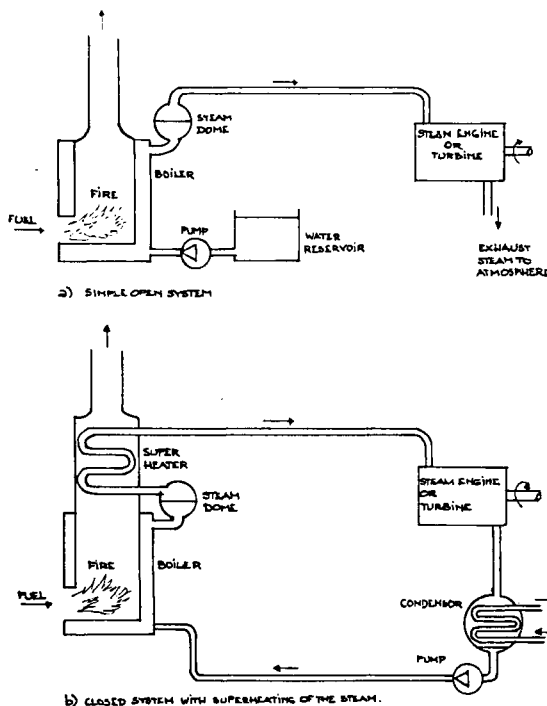 STEAM
DOME
STEAM ENGINE
OR
TURBINE
BOILER
FIRE
FUEL
PUMP
WATER
RESERVOIR
EXHAUST
STEAM TO
ATMOSPHERE
a) SIMPLE OPEN SYSTEM
SUPER
HEATER
STEAM
DOME
STEAM ENGINE
OR
TURBINE
FIRE
BOILER
FUEL
CONDENSOR
PUMP
b) CLOSED SYSTEM WITH SUPERHEATING OF THE STEAM.